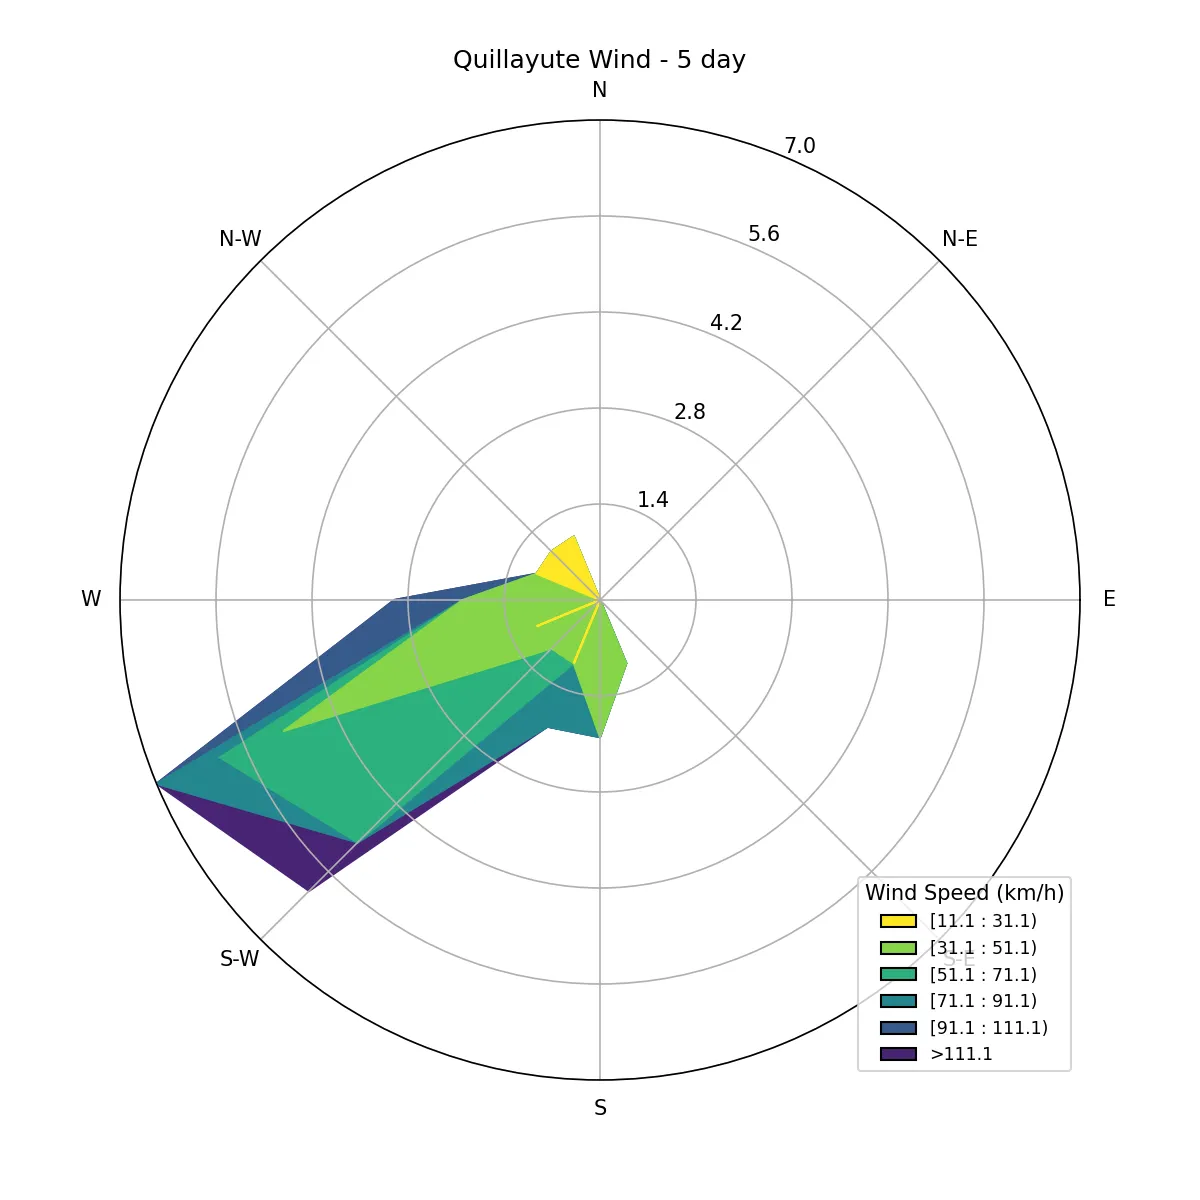 Quillayute Wind - 5 day
N
7.0
N-W
5.6
N-E
4.2
2.8
1.4
W
E
Wind Speed (km/h)
[11.1 : 31.1)
[31.1 : 51.1)
S-W
S-E
[51.1 : 71.1)
[71.1 : 91.1)
[91.1 : 111.1)
>111.1
S